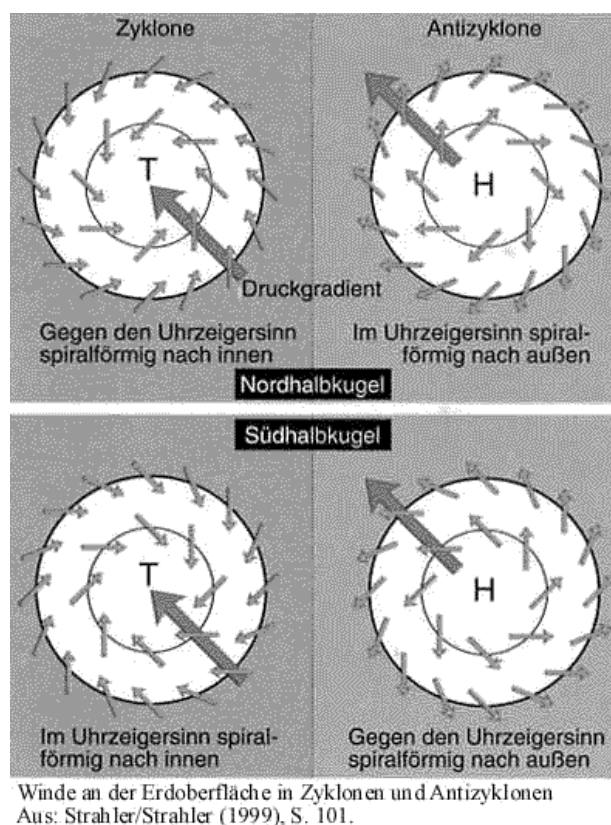 Zyklone
Antizyklone
T
H
Druckgradient
Gegen den Uhrzeigersinn
spiralförmig nach innen
Im Uhrzeigersinn spiral-
förmig nach außen
Nordhalbkugel
Südhalbkugel
T
H
Im Uhrzeigersinn spiral-
förmig nach innen
Gegen den Uhrzeigersinn
spiralförmig nach außen
Winde an der Erdoberfläche in Zyklonen und Antizyklonen
Aus: Strahler/Strahler (1999), S. 101.